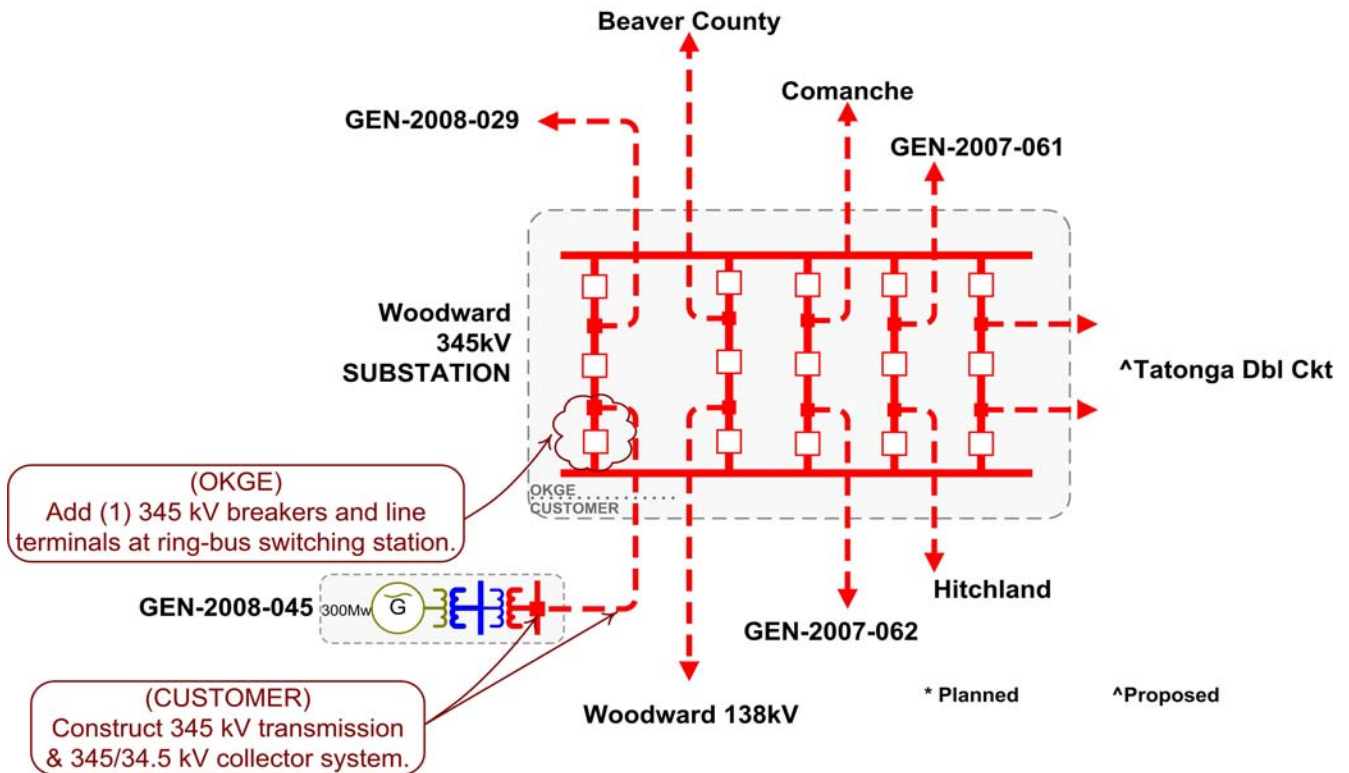 Beaver County
Comanche
GEN-2008-029
GEN-2007-061
Woodward
345kV
SUBSTATION
^Tatonga Dbl Ckt
OKGE
CUSTOMER
(OKGE)
Add (1) 345 kV breakers and line
terminals at ring-bus switching station.
GEN-2008-045
300Mw
G
Hitchland
GEN-2007-062
(CUSTOMER)
Construct 345 kV transmission
& 345/34.5 kV collector system.
Woodward 138kV
* Planned
^Proposed